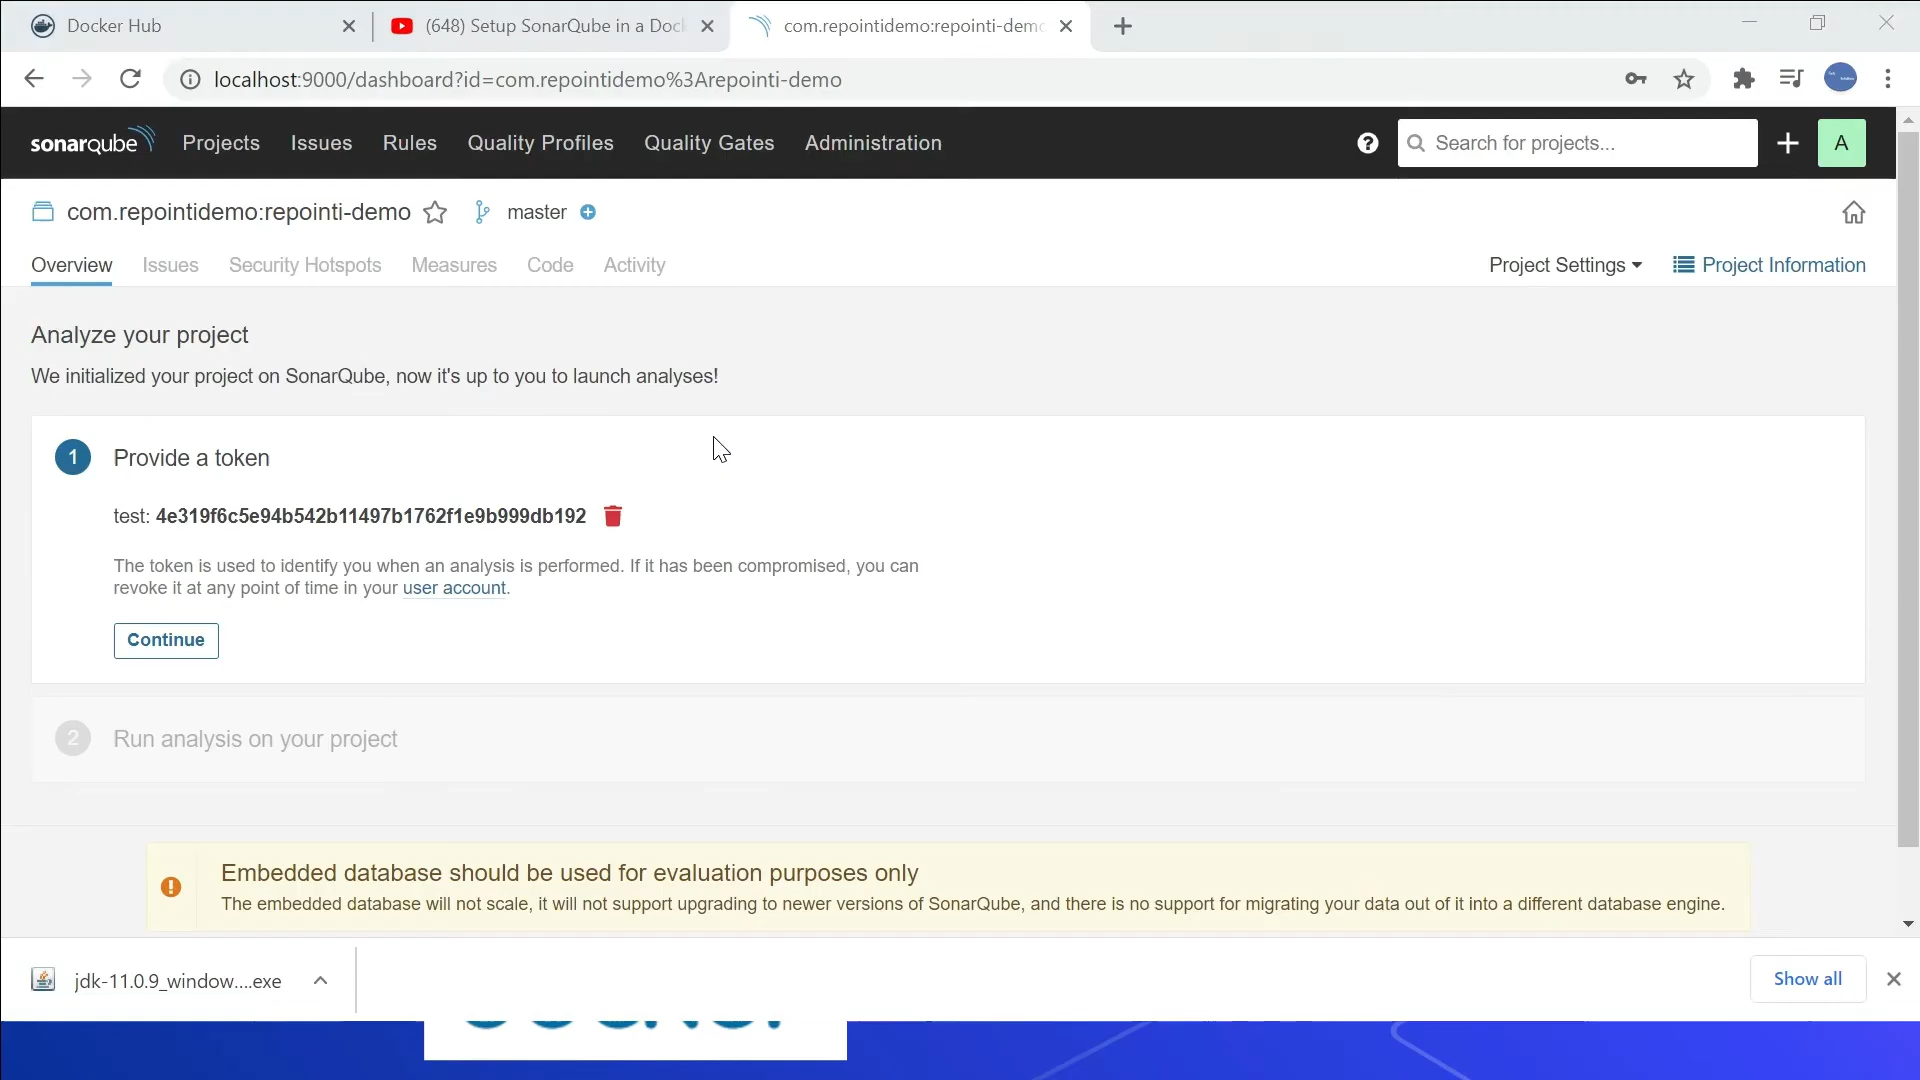 Docker Hub
(648) Setup SonarQube in a Dock
com.repointidemo:repointi-demo
localhost:9000/dashboard?id=com.repointidemo%3Arepointi-demo
sonarqube
Projects
Issues
Rules
Quality Profiles
Quality Gates
Administration
Search for projects...
A
com.repointidemo:repointi-demo
master
Overview
Issues
Security Hotspots
Measures
Code
Activity
Project Settings
Project Information
Analyze your project
We initialized your project on SonarQube, now it's up to you to launch analyses!
1
Provide a token
test: 4e319f6c5e94b542b11497b1762f1e9b999db192
The token is used to identify you when an analysis is performed. If it has been compromised, you can
revoke it at any point of time in your user account.
Continue
2
Run analysis on your project
Embedded database should be used for evaluation purposes only
The embedded database will not scale, it will not support upgrading to newer versions of SonarQube, and there is no support for migrating your data out of it into a different database engine.
jdk-11.0.9_window....exe
Show all